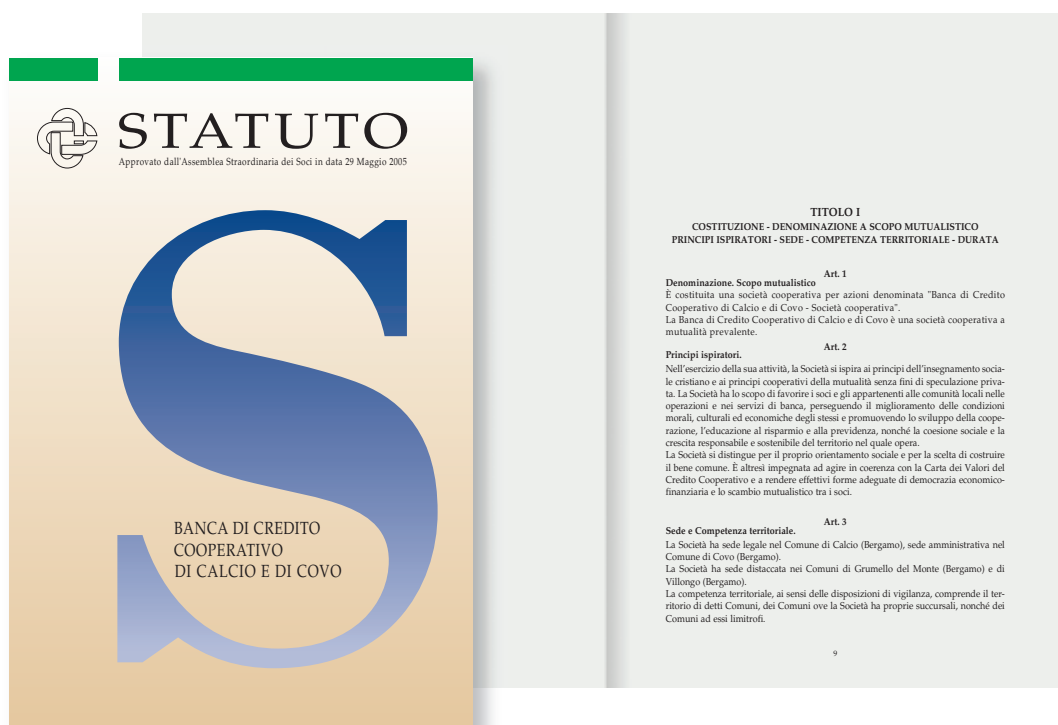 STATUTO
Approvato dall'Assemblea Straordinaria dei Soci in data 29 Maggio 2005
S
BANCA DI CREDITO
COOPERATIVO
DI CALCIO E DI COVO
TITOLO I
COSTITUZIONE - DENOMINAZIONE A SCOPO MUTUALISTICO
PRINCIPI ISPIRATORI - SEDE - COMPETENZA TERRITORIALE - DURATA
Art. 1
Denominazione. Scopo mutualistico
È costituita una società cooperativa per azioni denominata "Banca di Credito
Cooperativo di Calcio e di Covo - Società cooperativa".
La Banca di Credito Cooperativo di Calcio e di Covo è una società cooperativa a
mutualità prevalente.
Art. 2
Principi ispiratori.
Nell'esercizio della sua attività, la Società si ispira ai principi dell'insegnamento socia-
le cristiano e ai principi cooperativi della mutualità senza fini di speculazione priva-
ta. La Società ha lo scopo di favorire i soci e gli appartenenti alle comunità locali nelle
operazioni e nei servizi di banca, perseguendo il miglioramento delle condizioni
morali, culturali ed economiche degli stessi e promuovendo lo sviluppo della coope-
razione, l'educazione al risparmio e alla previdenza, nonché la coesione sociale e la
crescita responsabile e sostenibile del territorio nel quale opera.
La Società si distingue per il proprio orientamento sociale e per la scelta di costruire
il bene comune. È altresì impegnata ad agire in coerenza con la Carta dei Valori del
Credito Cooperativo e a rendere effettivi forme adeguate di democrazia economico-
finanziaria e lo scambio mutualistico tra i soci.
Art. 3
Sede e Competenza territoriale.
La Società ha sede legale nel Comune di Calcio (Bergamo), sede amministrativa nel
Comune di Covo (Bergamo).
La Società ha sede distaccata nei Comuni di Grumello del Monte (Bergamo) e di
Villongo (Bergamo).
La competenza territoriale, ai sensi delle disposizioni di vigilanza, comprende il ter-
ritorio di detti Comuni, dei Comuni ove la Società ha proprie succursali, nonché dei
Comuni ad essi limitrofi.
9